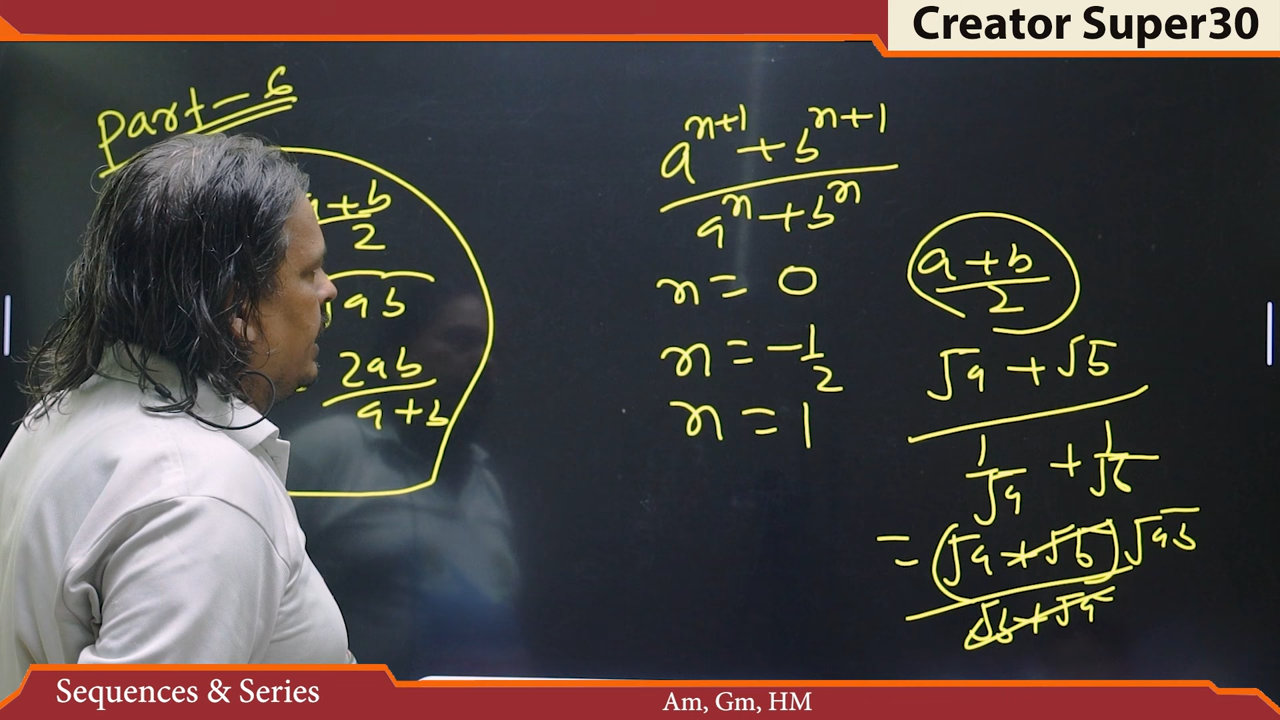 Creator Super30
Part - 6
a+b/2
√ab
2ab/a+b
a^n+1 + b^n+1/a^n + b^n
n = 0
n = -1/2
n = 1
a+b/2
√a + √b
1/√a + 1/√b
= (√a + √b) √ab
√b + √a
Sequences & Series
Am, Gm, HM